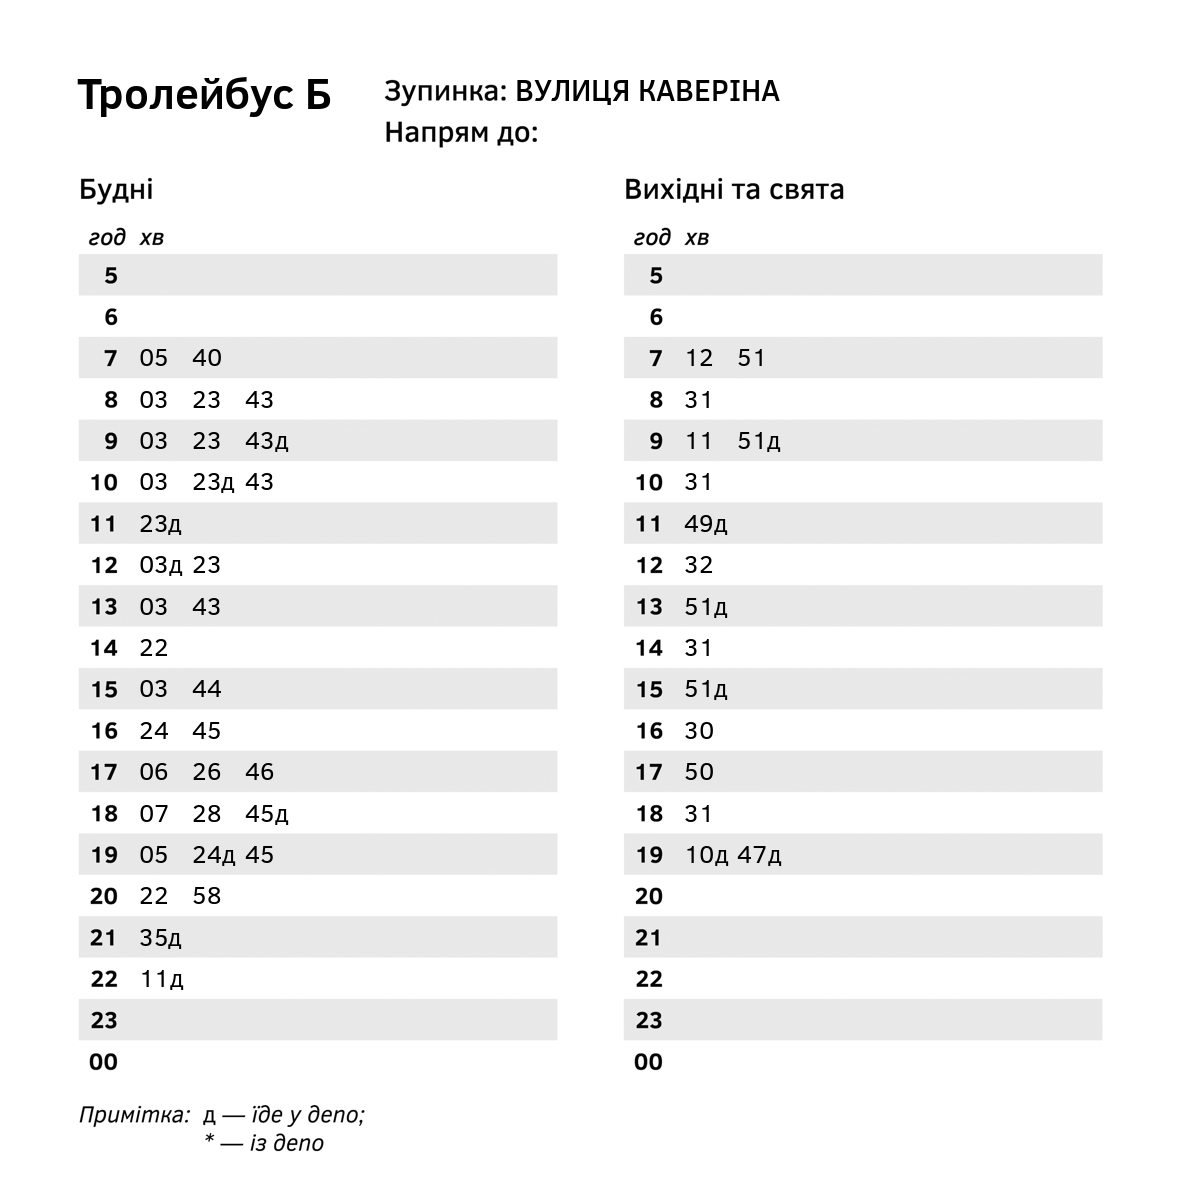 Тролейбус Б
Зупинка: ВУЛИЦЯ КАВЕРІНА
Напрям до:
Будні
год хв
5
6
7 05 40
8 03 23 43
9 03 23 43д
10 03 23д 43
11 23д
12 03д 23
13 03 43
14 22
15 03 44
16 24 45
17 06 26 46
18 07 28 45д
19 05 24д 45
20 22 58
21 35д
22 11д
23
00
Вихідні та свята
год хв
5
6
7 12 51
8 31
9 11 51д
10 31
11 49д
12 32
13 51д
14 31
15 51д
16 30
17 50
18 31
19 10д 47д
20
21
22
23
00
Примітка: д — їде у депо;
* — із депо